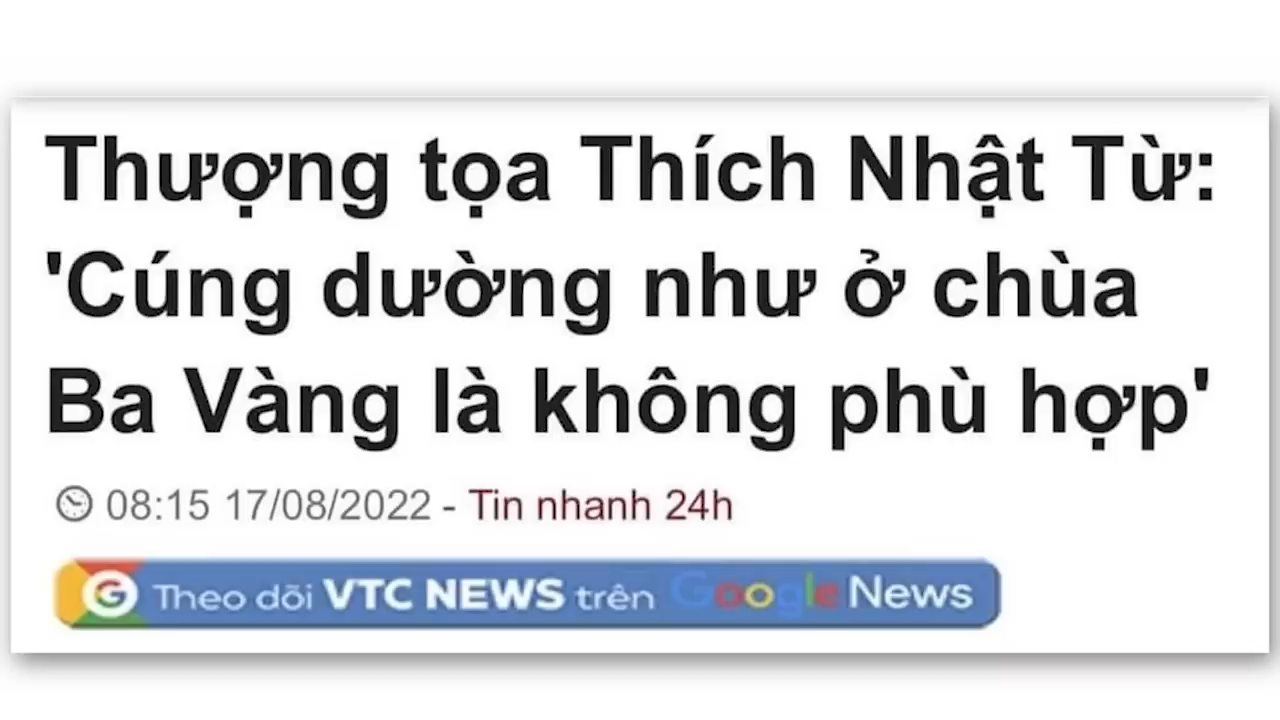 Thượng tọa Thích Nhật Từ:
'Cúng dường như ở chùa
Ba Vàng là không phù hợp'
08:15 17/08/2022 - Tin nhanh 24h
G Theo dõi VTC NEWS trên Google News